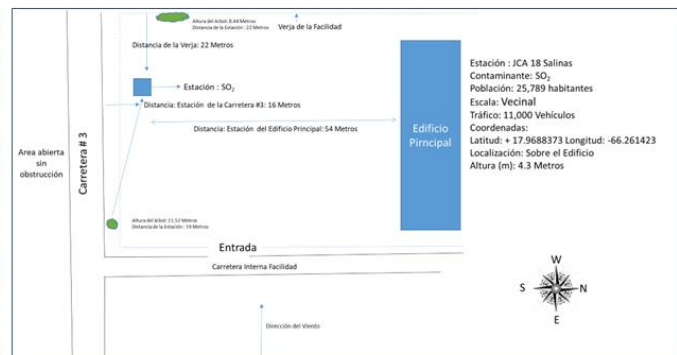 Altura del Arbol: 8.44 Metros
Distancia de la Estación : 22 Metros
Verja de la Facilidad
Distancia de la Verja: 22 Metros
Estación : SO₂
Distancia: Estación de la Carretera #3: 16 Metros
Distancia: Estación del Edificio Principal: 54 Metros
Edificio
Pirncipal
Area abierta
sin
obstrucción
Carretera # 3
Altura del Arbol: 11.52 Metros
Distancia de la Estación : 19 Metros
Entrada
Carretera Interna Facilidad
Dirección del Viento
Estación : JCA 18 Salinas
Contaminante: SO₂
Población: 25,789 habitantes
Escala: Vecinal
Tráfico: 11,000 Vehículos
Coordenadas:
Latitud: + 17.9688373 Longitud: -66.261423
Localización: Sobre el Edificio
Altura (m): 4.3 Metros
W
S
N
E